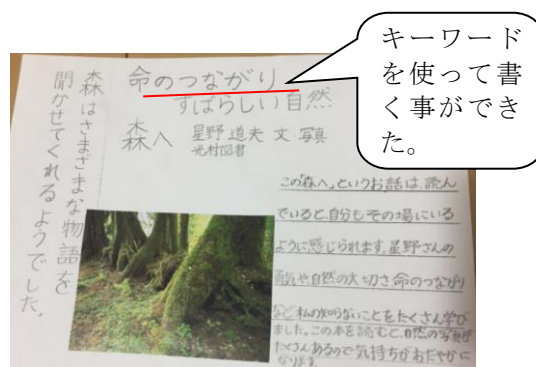 キーワード
を使って書
く事ができ
た。
命のつながり
すばらしい自然
森へ 星野道夫 文 写真
光村図書
森はさまざまな物語を
聞かせてくれるようでした。
この「森へ」というお話は、読ん
でいると自分もその場にいる
ように感じられます。星野さんの
勇気や自然の大切さ命のつながり
など私の知らないことをたくさん学び
ました。この本を読むと、自然の写真が
たくさんあるので気持ちがおだやかに
なります。